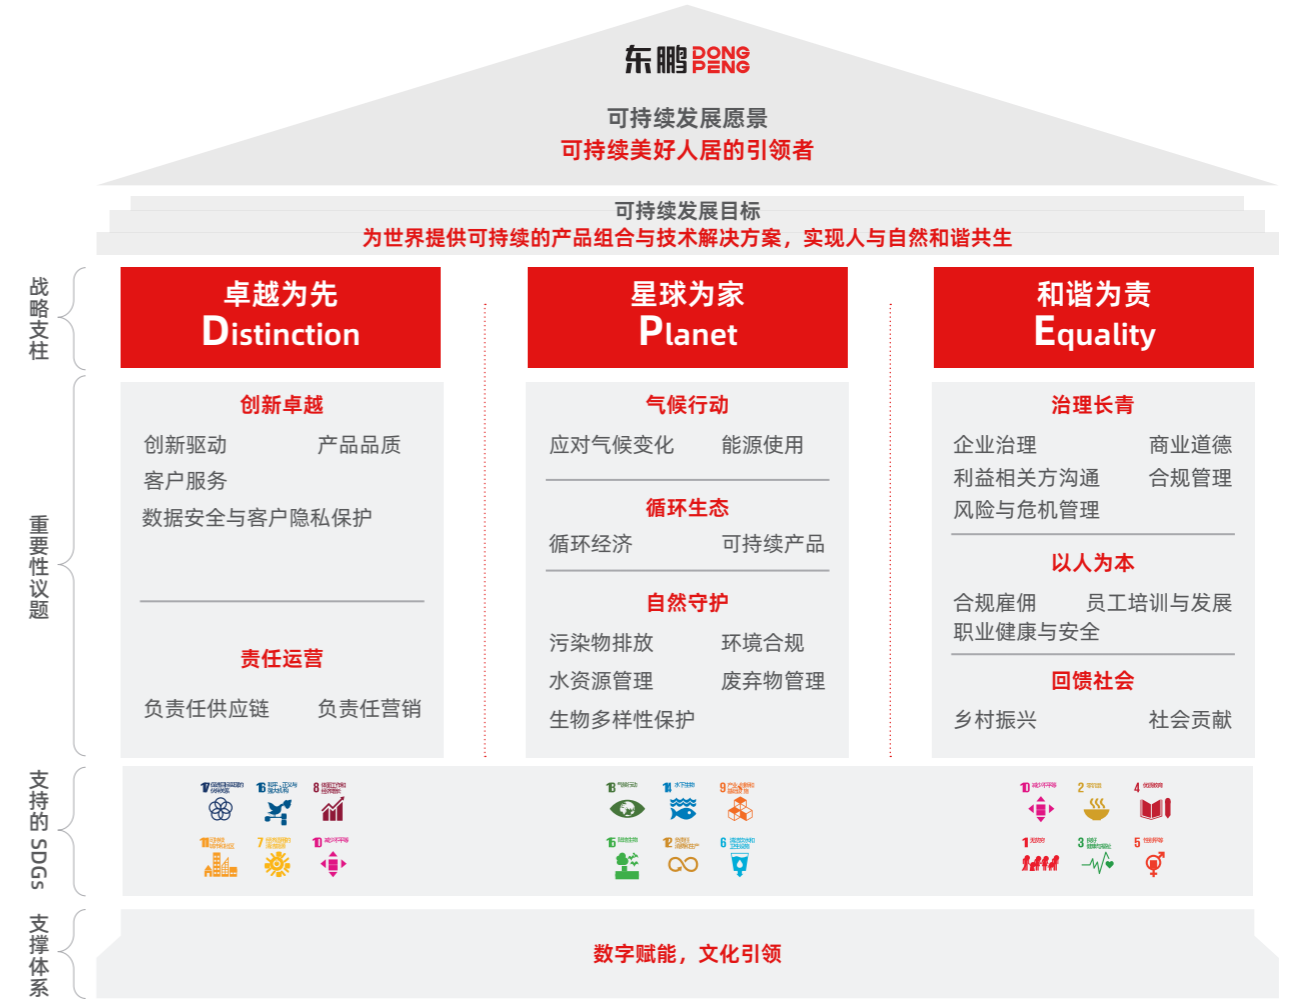 东鹏 DONG PENG
可持续发展愿景
可持续美好人居的引领者
可持续发展目标
为世界提供可持续的产品组合与技术解决方案，实现人与自然和谐共生
战略支柱
卓越为先
Distinction
星球为家
Planet
和谐为责
Equality
重要性议题
创新卓越
创新驱动 产品品质
客户服务
数据安全与客户隐私保护
责任运营
负责任供应链 负责任营销
气候行动
应对气候变化 能源使用
循环生态
循环经济 可持续产品
自然守护
污染物排放 环境合规
水资源管理 废弃物管理
生物多样性保护
治理长青
企业治理 商业道德
利益相关方沟通 合规管理
风险与危机管理
以人为本
合规雇佣 员工培训与发展
职业健康与安全
回馈社会
乡村振兴 社会贡献
支持的 SDGs
17
16
8
11
7
10
13 气候行动
14 水下生物
9
15
12
6
10 减少不平等
2
4
1
3
5
支撑体系
数字赋能，文化引领